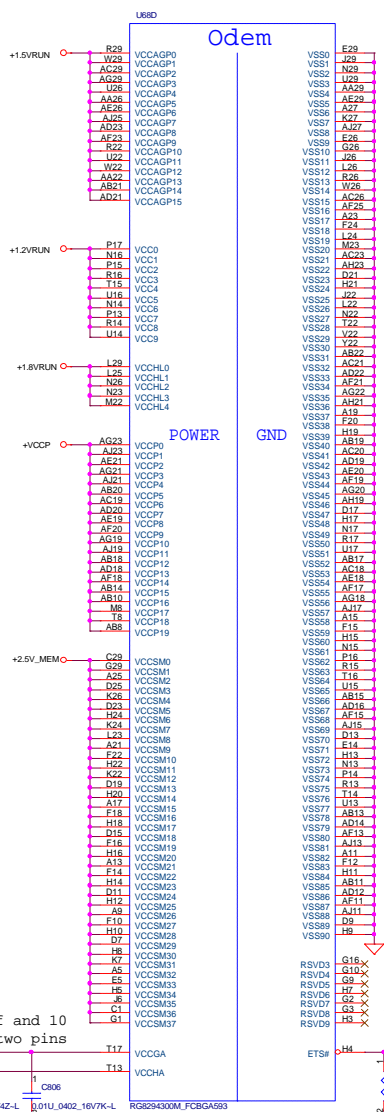 U68D
Odem
+1.5VRUN
R29 VCCAGP0
W29 VCCAGP1
AC29 VCCAGP2
AG29 VCCAGP3
U26 VCCAGP4
AA26 VCCAGP5
AE26 VCCAGP6
AJ25 VCCAGP7
AD23 VCCAGP8
AF23 VCCAGP9
R22 VCCAGP10
U22 VCCAGP11
W22 VCCAGP12
AA22 VCCAGP13
AB21 VCCAGP14
AD21 VCCAGP15
+1.2VRUN
P17 VCC0
N16 VCC1
P15 VCC2
R16 VCC3
T15 VCC4
U16 VCC5
N14 VCC6
P13 VCC7
R14 VCC8
U14 VCC9
+1.8VRUN
L29 VCCHL0
L25 VCCHL1
N26 VCCHL2
N23 VCCHL3
M22 VCCHL4
POWER
GND
+VCCP
AG23 VCCP0
AJ23 VCCP1
AE21 VCCP2
AG21 VCCP3
AJ21 VCCP4
AB20 VCCP5
AC19 VCCP6
AD20 VCCP7
AE19 VCCP8
AF20 VCCP9
AG19 VCCP10
AJ19 VCCP11
AB18 VCCP12
AD18 VCCP13
AF18 VCCP14
AB14 VCCP15
AB10 VCCP16
M8 VCCP17
T8 VCCP18
AB8 VCCP19
+2.5V_MEM
C29 VCCSM0
G29 VCCSM1
A25 VCCSM2
D25 VCCSM3
K26 VCCSM4
D23 VCCSM5
H24 VCCSM6
K24 VCCSM7
L23 VCCSM8
A21 VCCSM9
F22 VCCSM10
H22 VCCSM11
K22 VCCSM12
D19 VCCSM13
H20 VCCSM14
A17 VCCSM15
F18 VCCSM16
H18 VCCSM17
D15 VCCSM18
F16 VCCSM19
H16 VCCSM20
A13 VCCSM21
F14 VCCSM22
H14 VCCSM23
D11 VCCSM24
H12 VCCSM25
A9 VCCSM26
F10 VCCSM27
H10 VCCSM28
D7 VCCSM29
H8 VCCSM30
K7 VCCSM31
A5 VCCSM32
E5 VCCSM33
H5 VCCSM34
J6 VCCSM35
C1 VCCSM36
G1 VCCSM37
T17 VCCGA
T13 VCCHA
VSS0 E29
VSS1 J29
VSS2 N29
VSS3 U29
VSS4 AA29
VSS5 AE29
VSS6 A27
VSS7 K27
VSS8 AJ27
VSS9 E26
VSS10 G26
VSS11 J26
VSS12 L26
VSS13 R26
VSS14 W26
VSS15 AC26
VSS16 AF25
VSS17 A23
VSS18 F24
VSS19 L24
VSS20 M23
VSS21 AC23
VSS22 AH23
VSS23 D21
VSS24 H21
VSS25 J22
VSS26 L22
VSS27 N22
VSS28 T22
VSS29 V22
VSS30 Y22
VSS31 AB22
VSS32 AC21
VSS33 AD22
VSS34 AF21
VSS35 AG22
VSS36 AH21
VSS37 A19
VSS38 F20
VSS39 H19
VSS40 AB19
VSS41 AC20
VSS42 AD19
VSS43 AE20
VSS44 AF19
VSS45 AG20
VSS46 AH19
VSS47 D17
VSS48 H17
VSS49 N17
VSS50 R17
VSS51 U17
VSS52 AB17
VSS53 AC18
VSS54 AE18
VSS55 AF17
VSS56 AG18
VSS57 AJ17
VSS58 A15
VSS59 F15
VSS60 H15
VSS61 N15
VSS62 P16
VSS63 R15
VSS64 T16
VSS65 U15
VSS66 AB15
VSS67 AD16
VSS68 AF15
VSS69 AJ15
VSS70 D13
VSS71 E14
VSS72 H13
VSS73 N13
VSS74 P14
VSS75 R13
VSS76 T14
VSS77 U13
VSS78 AB13
VSS79 AD14
VSS80 AF13
VSS81 AJ13
VSS82 A11
VSS83 F12
VSS84 H11
VSS85 AB11
VSS86 AD12
VSS87 AF11
VSS88 AJ11
VSS89 D9
VSS90 H9
RSVD3 G16
RSVD4 G10
RSVD5 G9
RSVD6 H7
RSVD7 G2
RSVD8 G3
RSVD9 H3
ETS# H4
f and 10
two pins
1
C806
4Z~L
0.01U_0402_16V7K~L
RG8294300M_FCBGA593